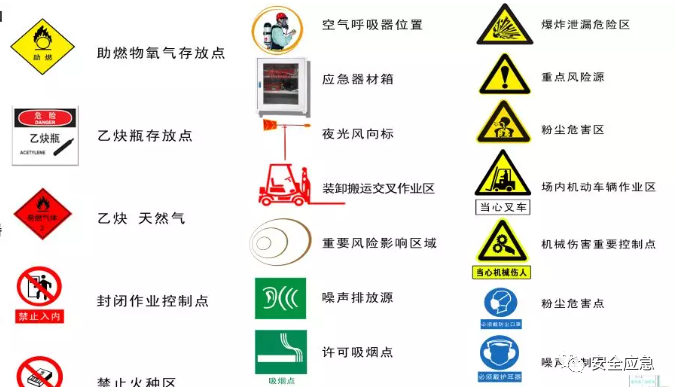 助燃
助燃物氧气存放点
危险
DANGER
乙炔瓶
ACETYLENE
乙炔瓶存放点
乙炔 天然气
禁止入内
封闭作业控制点
禁止火种区
空气呼吸器位置
应急器材箱
夜光风向标
装卸搬运交叉作业区
重要风险影响区域
噪声排放源
吸烟点
许可吸烟点
爆炸泄漏危险区
重点风险源
粉尘危害区
当心叉车
场内机动车辆作业区
当心机械伤人
机械伤害重要控制点
必须戴防尘口罩
粉尘危害点
必须戴护耳器
噪声
制
安全应急